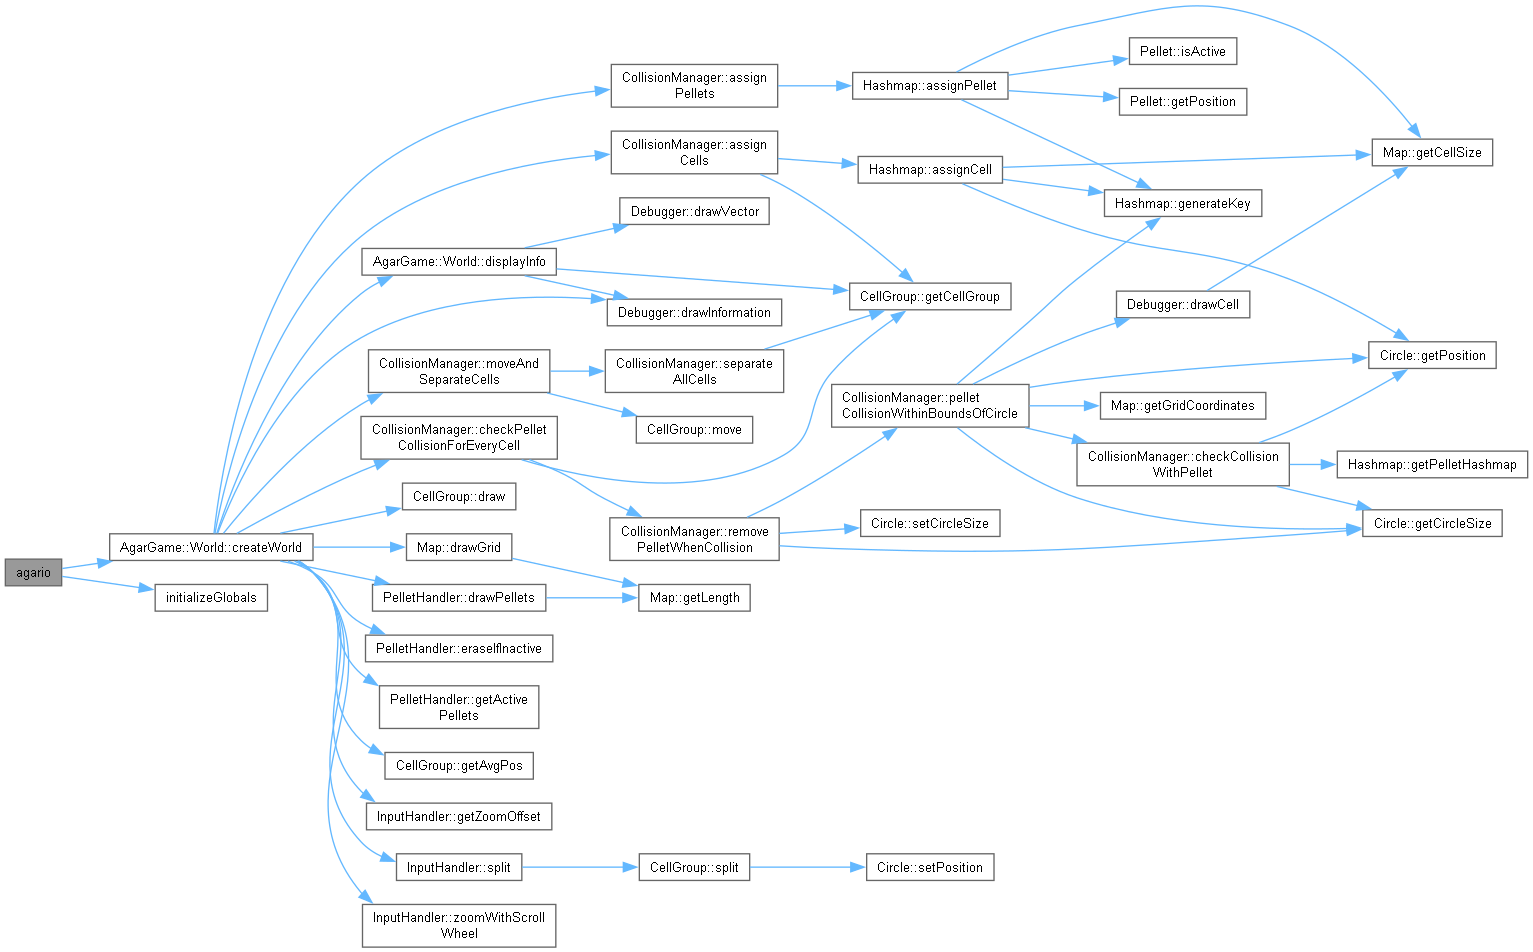 agario
AgarGame::World::createWorld
initializeGlobals
CollisionManager::assign
Pellets
CollisionManager::assign
Cells
AgarGame::World::displayInfo
CollisionManager::moveAnd
SeparateCells
CollisionManager::checkPellet
CollisionForEveryCell
CellGroup::draw
Map::drawGrid
PelletHandler::drawPellets
PelletHandler::eraseIfInactive
PelletHandler::getActive
Pellets
CellGroup::getAvgPos
InputHandler::getZoomOffset
InputHandler::split
InputHandler::zoomWithScroll
Wheel
Debugger::drawVector
Debugger::drawInformation
CollisionManager::separate
AllCells
CellGroup::move
CollisionManager::remove
PelletWhenCollision
Map::getLength
CellGroup::split
Hashmap::assignPellet
Hashmap::assignCell
CellGroup::getCellGroup
CollisionManager::pellet
CollisionWithinBoundsOfCircle
Circle::setCircleSize
Circle::setPosition
Pellet::isActive
Pellet::getPosition
Hashmap::generateKey
Debugger::drawCell
Map::getGridCoordinates
CollisionManager::checkCollision
WithPellet
Map::getCellSize
Circle::getPosition
Hashmap::getPelletHashmap
Circle::getCircleSize